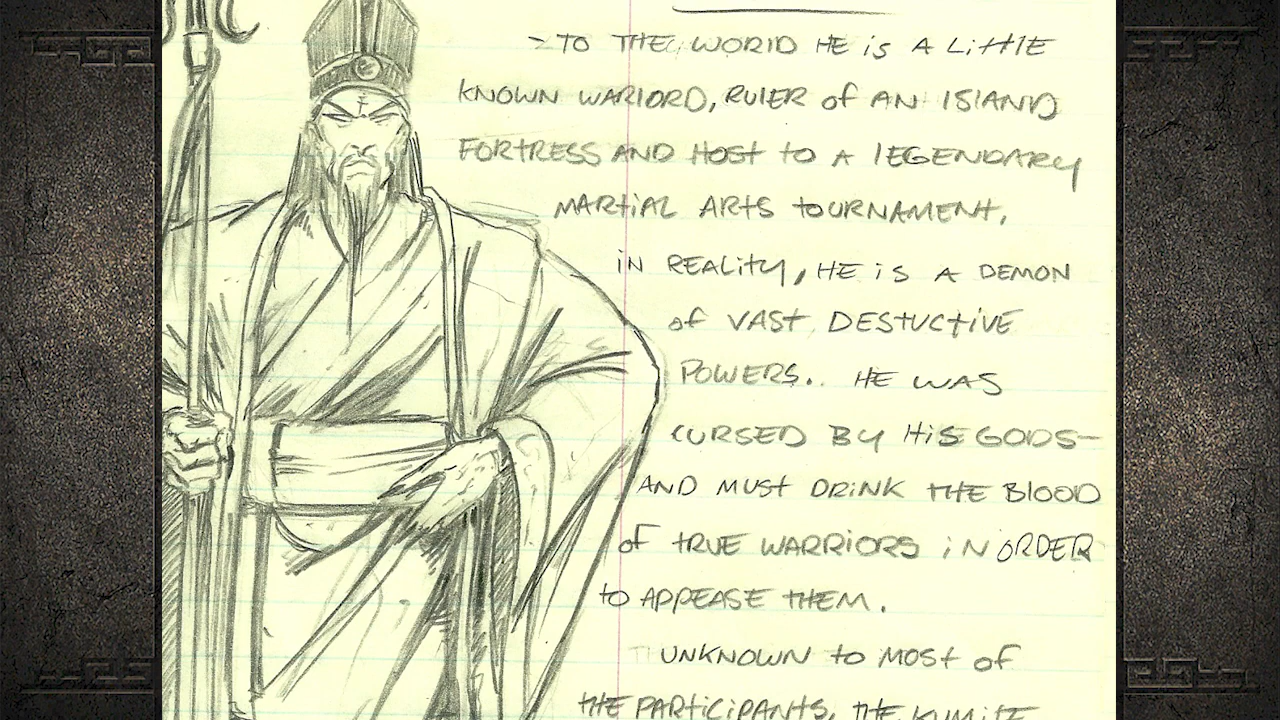 - TO THE WORLD HE is A LittlE
KNOWN WARLORD, RULER of AN ISLAND
FORTRESS AND HOST to A lEGENDARY
MARTIAL ARTS tOURNAMENT.
iN REALITY, HE iS A DEMON
of VAST DESTUCTIVE
POWERS.. HE WAS
CURSED BY HiS GODS-
AND MUST DRINK THE BLOOD
of TRUE WARRIORS iN ORDER
to APPEASE THEM.
UNKNOWN to MOST of
THE PARTICIPANTS, THE KUMITE